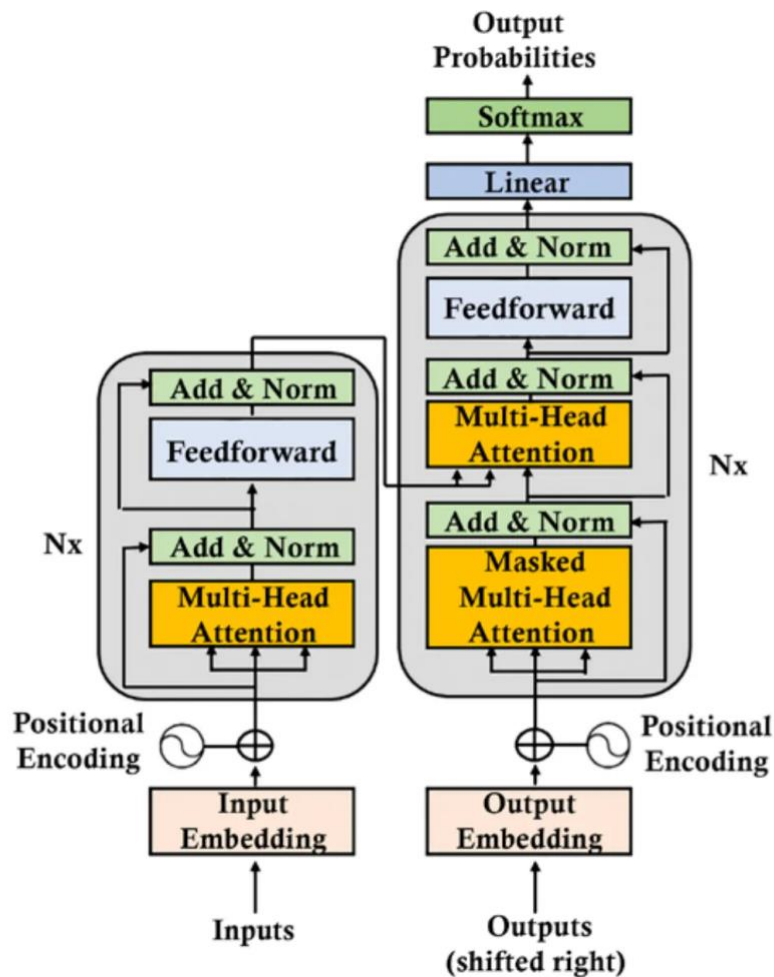 Output
Probabilities
Softmax
Linear
Add & Norm
Feedforward
Add & Norm
Multi-Head
Attention
Nx
Add & Norm
Masked
Multi-Head
Attention
Add & Norm
Feedforward
Nx
Add & Norm
Multi-Head
Attention
Positional
Encoding
Positional
Encoding
Input
Embedding
Output
Embedding
Inputs
Outputs
(shifted right)